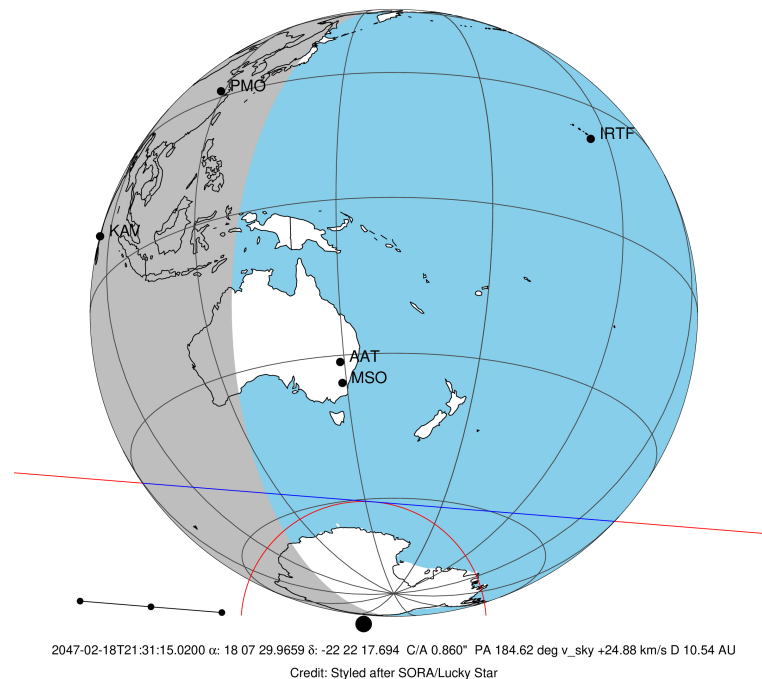 PMO
IRTF
KAV
AAT
MSO
2047-02-18T21:31:15.0200 α: 18 07 29.9659 δ: -22 22 17.694  C/A 0.860"  PA 184.62 deg v_sky +24.88 km/s D 10.54 AU
Credit: Styled after SORA/Lucky Star